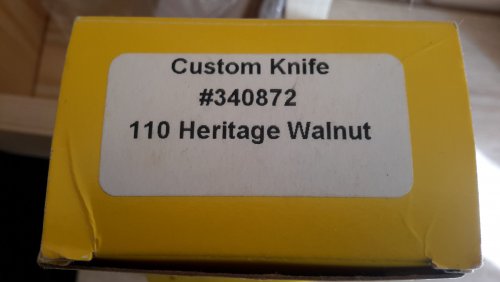 Custom Knife
#340872
110 Heritage Walnut